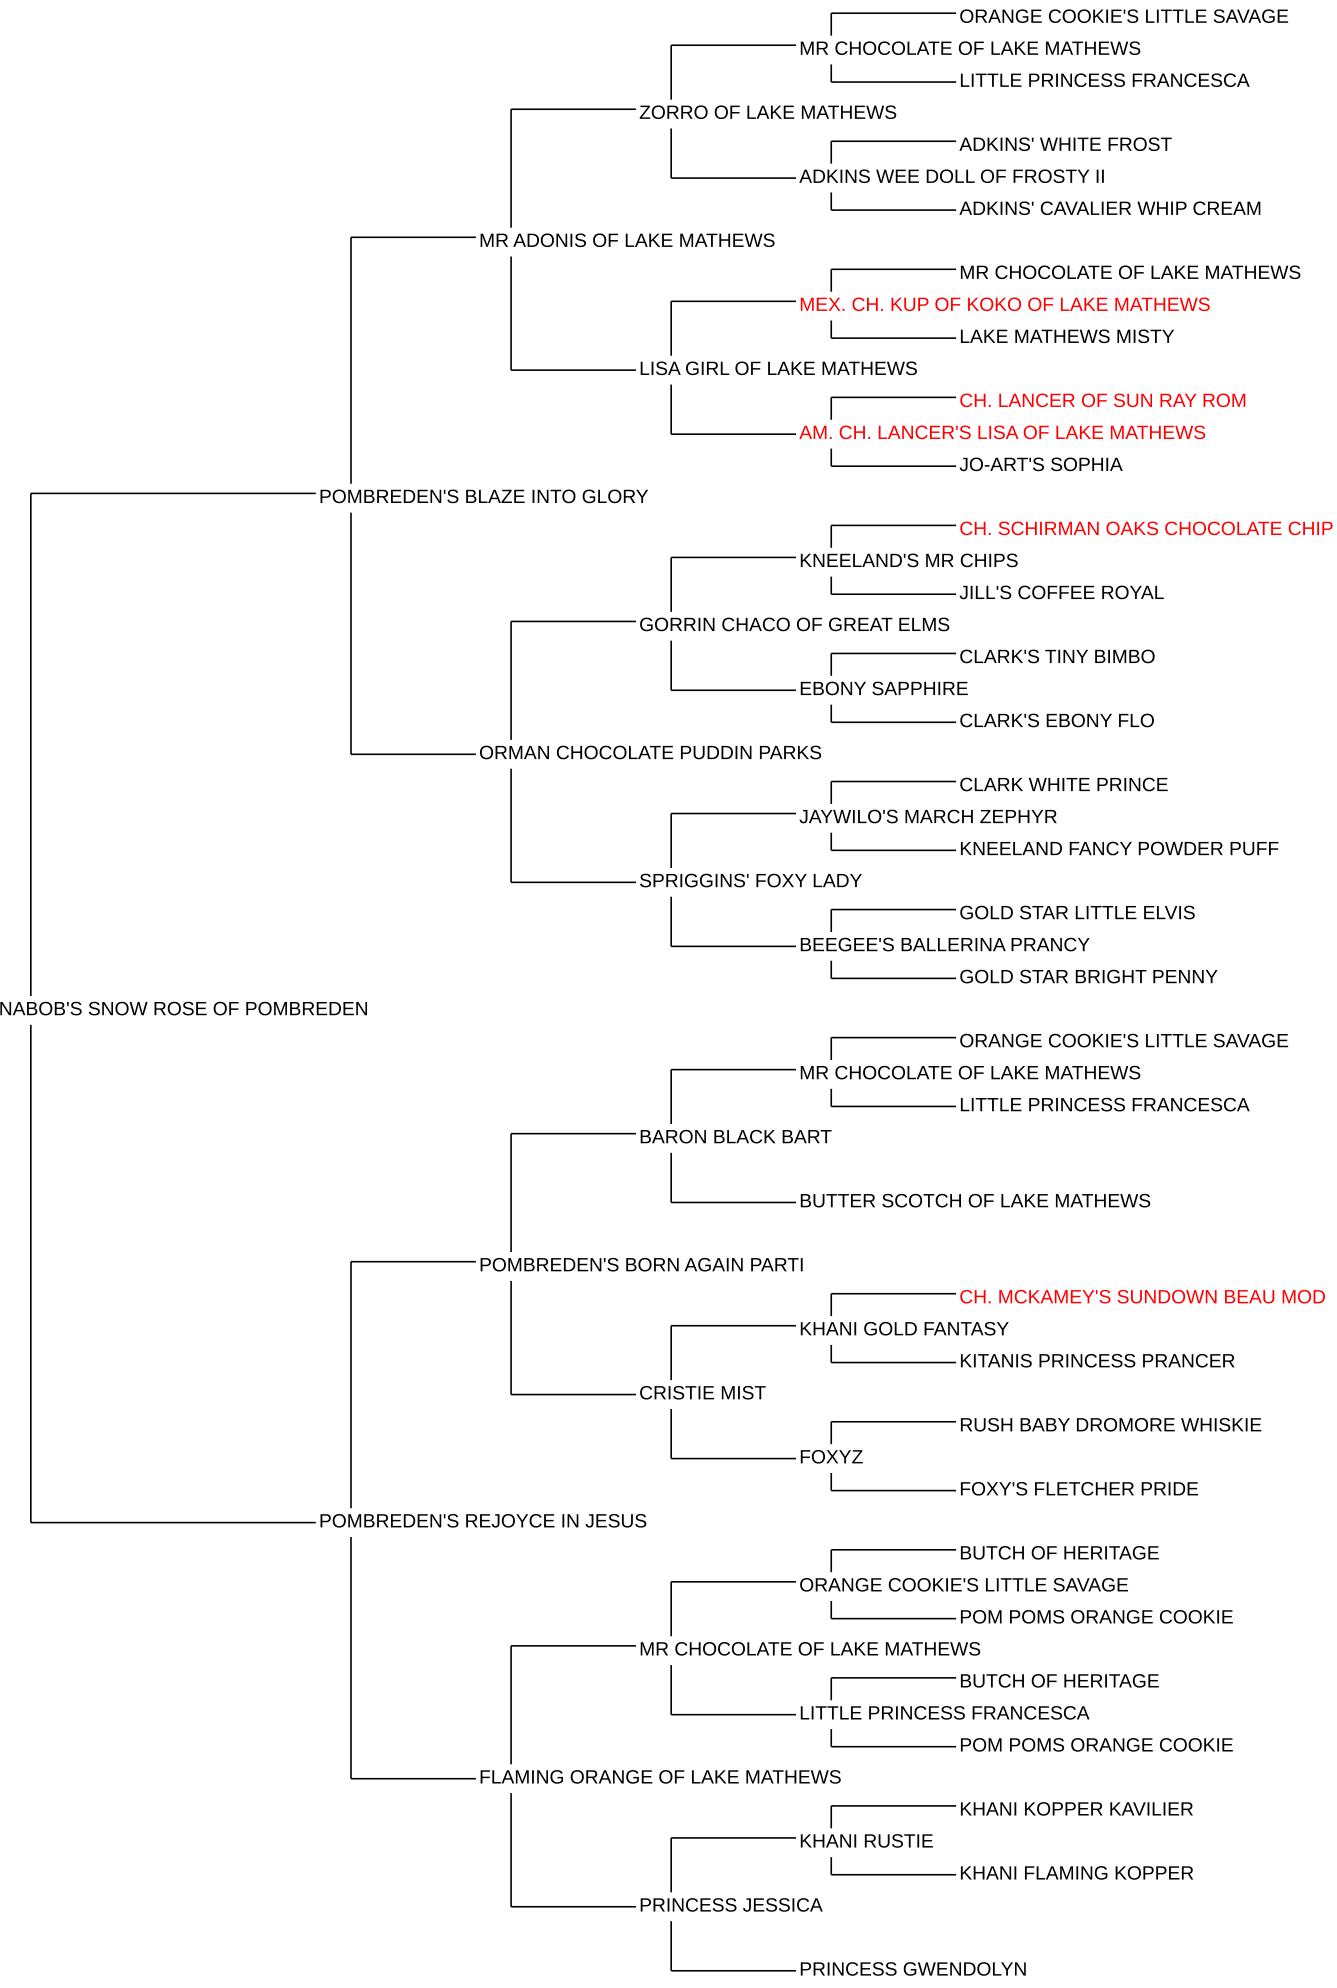 ORANGE COOKIE'S LITTLE SAVAGE
MR CHOCOLATE OF LAKE MATHEWS
LITTLE PRINCESS FRANCESCA
ZORRO OF LAKE MATHEWS
ADKINS' WHITE FROST
ADKINS WEE DOLL OF FROSTY II
ADKINS' CAVALIER WHIP CREAM
MR ADONIS OF LAKE MATHEWS
MR CHOCOLATE OF LAKE MATHEWS
MEX. CH. KUP OF KOKO OF LAKE MATHEWS
LAKE MATHEWS MISTY
LISA GIRL OF LAKE MATHEWS
CH. LANCER OF SUN RAY ROM
AM. CH. LANCER'S LISA OF LAKE MATHEWS
JO-ART'S SOPHIA
POMBREDEN'S BLAZE INTO GLORY
CH. SCHIRMAN OAKS CHOCOLATE CHIP
KNEELAND'S MR CHIPS
JILL'S COFFEE ROYAL
GORRIN CHACO OF GREAT ELMS
CLARK'S TINY BIMBO
EBONY SAPPHIRE
CLARK'S EBONY FLO
ORMAN CHOCOLATE PUDDIN PARKS
CLARK WHITE PRINCE
JAYWILO'S MARCH ZEPHYR
KNEELAND FANCY POWDER PUFF
SPRIGGINS' FOXY LADY
GOLD STAR LITTLE ELVIS
BEEGEE'S BALLERINA PRANCY
GOLD STAR BRIGHT PENNY
NABOB'S SNOW ROSE OF POMBREDEN
ORANGE COOKIE'S LITTLE SAVAGE
MR CHOCOLATE OF LAKE MATHEWS
LITTLE PRINCESS FRANCESCA
BARON BLACK BART
BUTTER SCOTCH OF LAKE MATHEWS
POMBREDEN'S BORN AGAIN PARTI
CH. MCKAMEY'S SUNDOWN BEAU MOD
KHANI GOLD FANTASY
KITANIS PRINCESS PRANCER
CRISTIE MIST
RUSH BABY DROMORE WHISKIE
FOXYZ
FOXY'S FLETCHER PRIDE
POMBREDEN'S REJOYCE IN JESUS
BUTCH OF HERITAGE
ORANGE COOKIE'S LITTLE SAVAGE
POM POMS ORANGE COOKIE
MR CHOCOLATE OF LAKE MATHEWS
BUTCH OF HERITAGE
LITTLE PRINCESS FRANCESCA
POM POMS ORANGE COOKIE
FLAMING ORANGE OF LAKE MATHEWS
KHANI KOPPER KAVILIER
KHANI RUSTIE
KHANI FLAMING KOPPER
PRINCESS JESSICA
PRINCESS GWENDOLYN